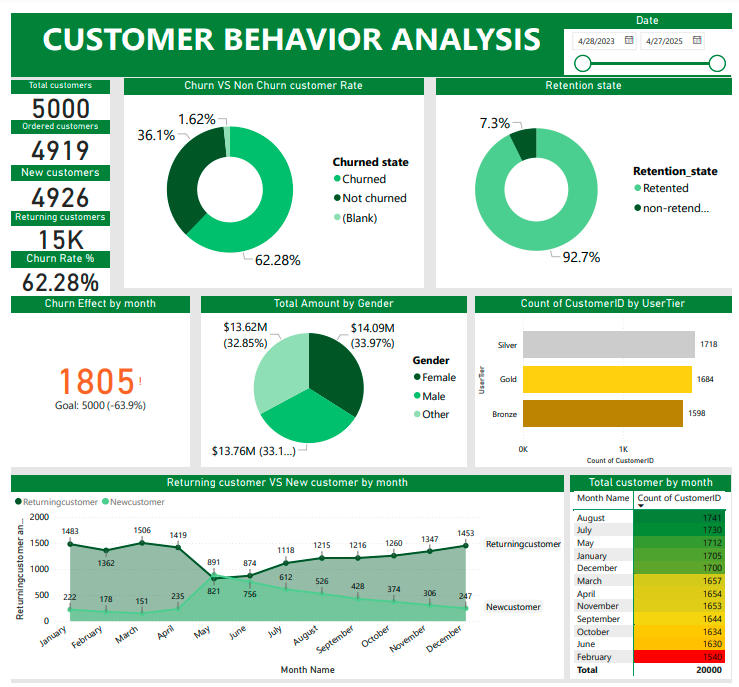 CUSTOMER BEHAVIOR ANALYSIS
Date
4/28/2023
4/27/2025
Total customers
5000
Ordered customers
4919
New customers
4926
Returning customers
15K
Churn Rate %
62.28%
Churn VS Non Churn customer Rate
1.62%
36.1%
62.28%
Churned state
Churned
Not churned
(Blank)
Retention state
7.3%
92.7%
Retention_state
Retented
non-retend...
Churn Effect by month
1805!
Goal: 5000 (-63.9%)
Total Amount by Gender
$13.62M
(32.85%)
$14.09M
(33.97%)
$13.76M (33.1...)
Gender
Female
Male
Other
Count of CustomerID by UserTier
UserTier
Silver 1718
Gold 1684
Bronze 1598
0K 1K
Count of CustomerID
Returning customer VS New customer by month
Returningcustomer Newcustomer
Returningcustomer an...
2000
1500
1000
500
0
1483 1362 1506 1419 821 874 1118 1215 1216 1260 1347 1453
222 178 151 235 891 756 612 526 428 374 306 247
Returningcustomer
Newcustomer
January February March April May June July August September October November December
Month Name
Total customer by month
Month Name Count of CustomerID
August 1741
July 1730
May 1712
January 1705
December 1700
March 1657
April 1654
November 1653
September 1644
October 1634
June 1630
February 1540
Total 20000